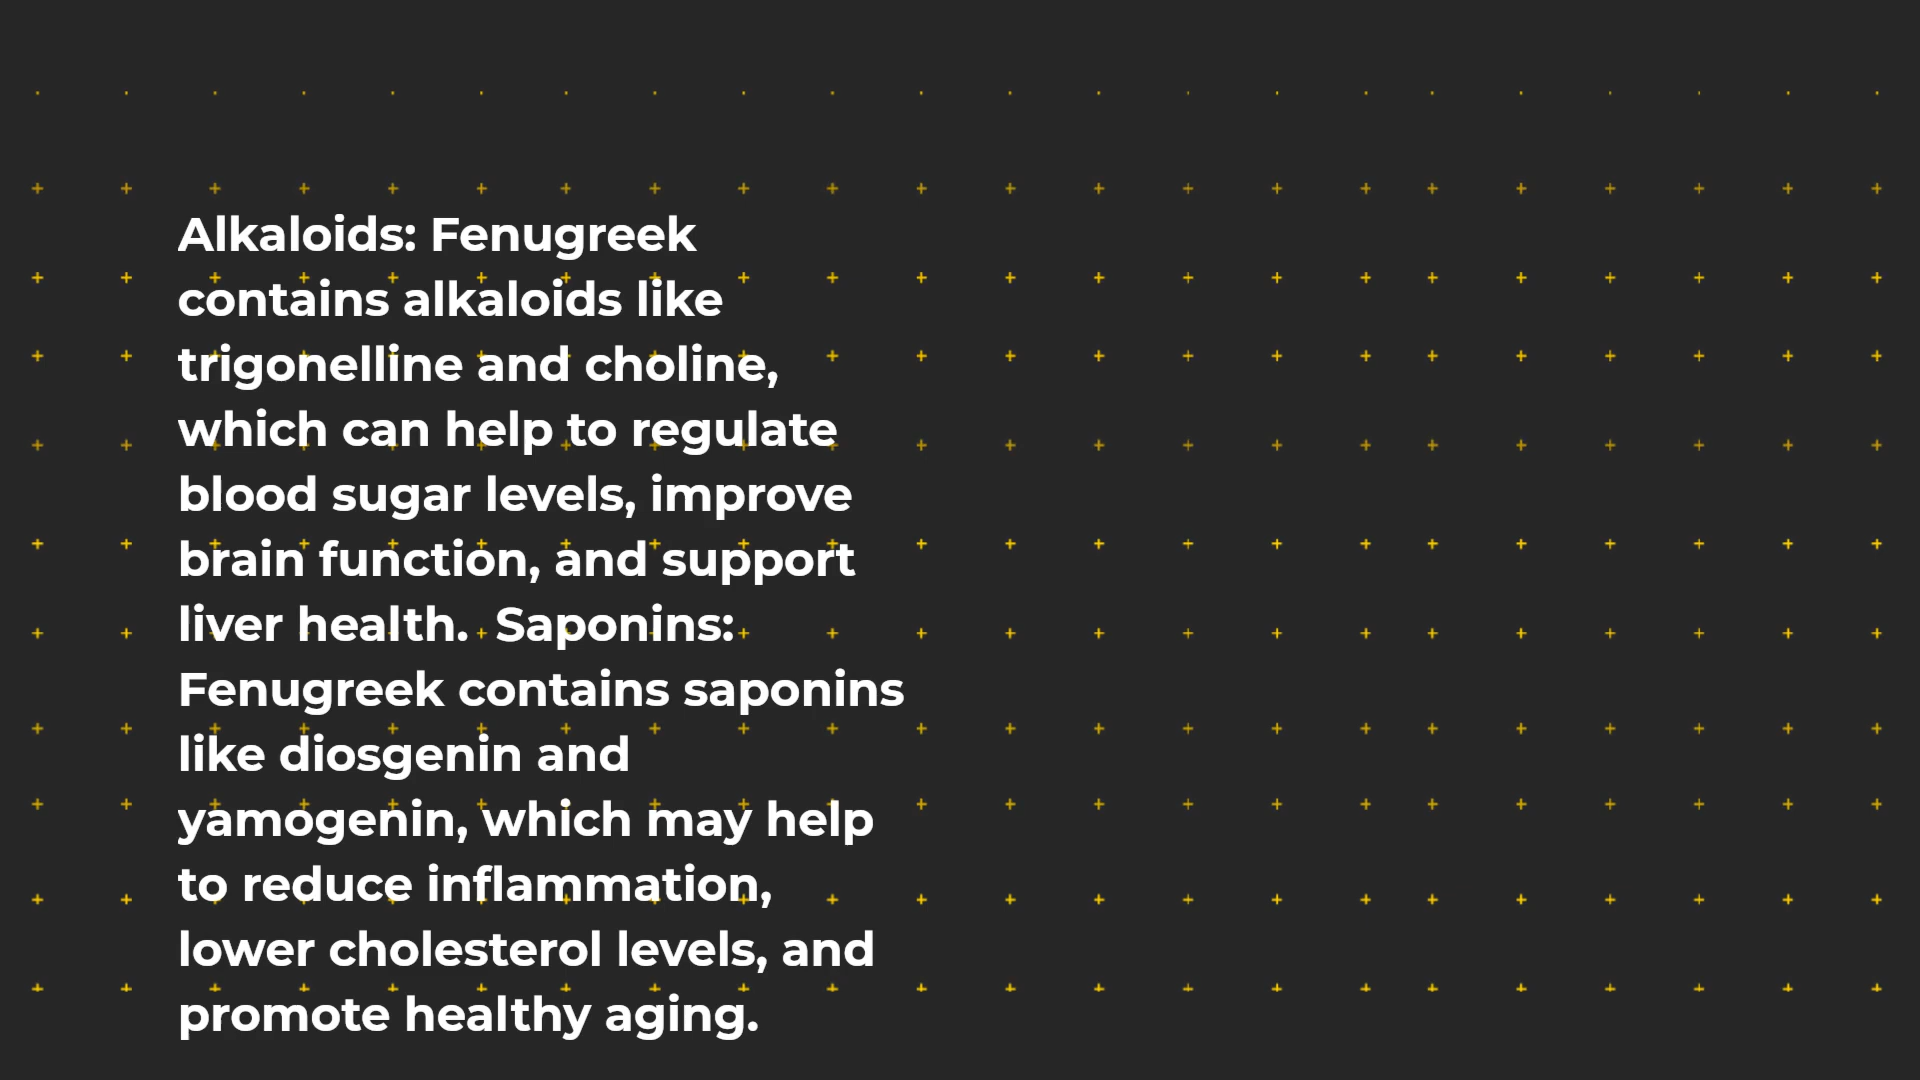 Alkaloids: Fenugreek
contains alkaloids like
trigonelline and choline,
which can help to regulate
blood sugar levels, improve
brain function, and support
liver health.  Saponins:
Fenugreek contains saponins
like diosgenin and
yamogenin, which may help
to reduce inflammation,
lower cholesterol levels, and
promote healthy aging.